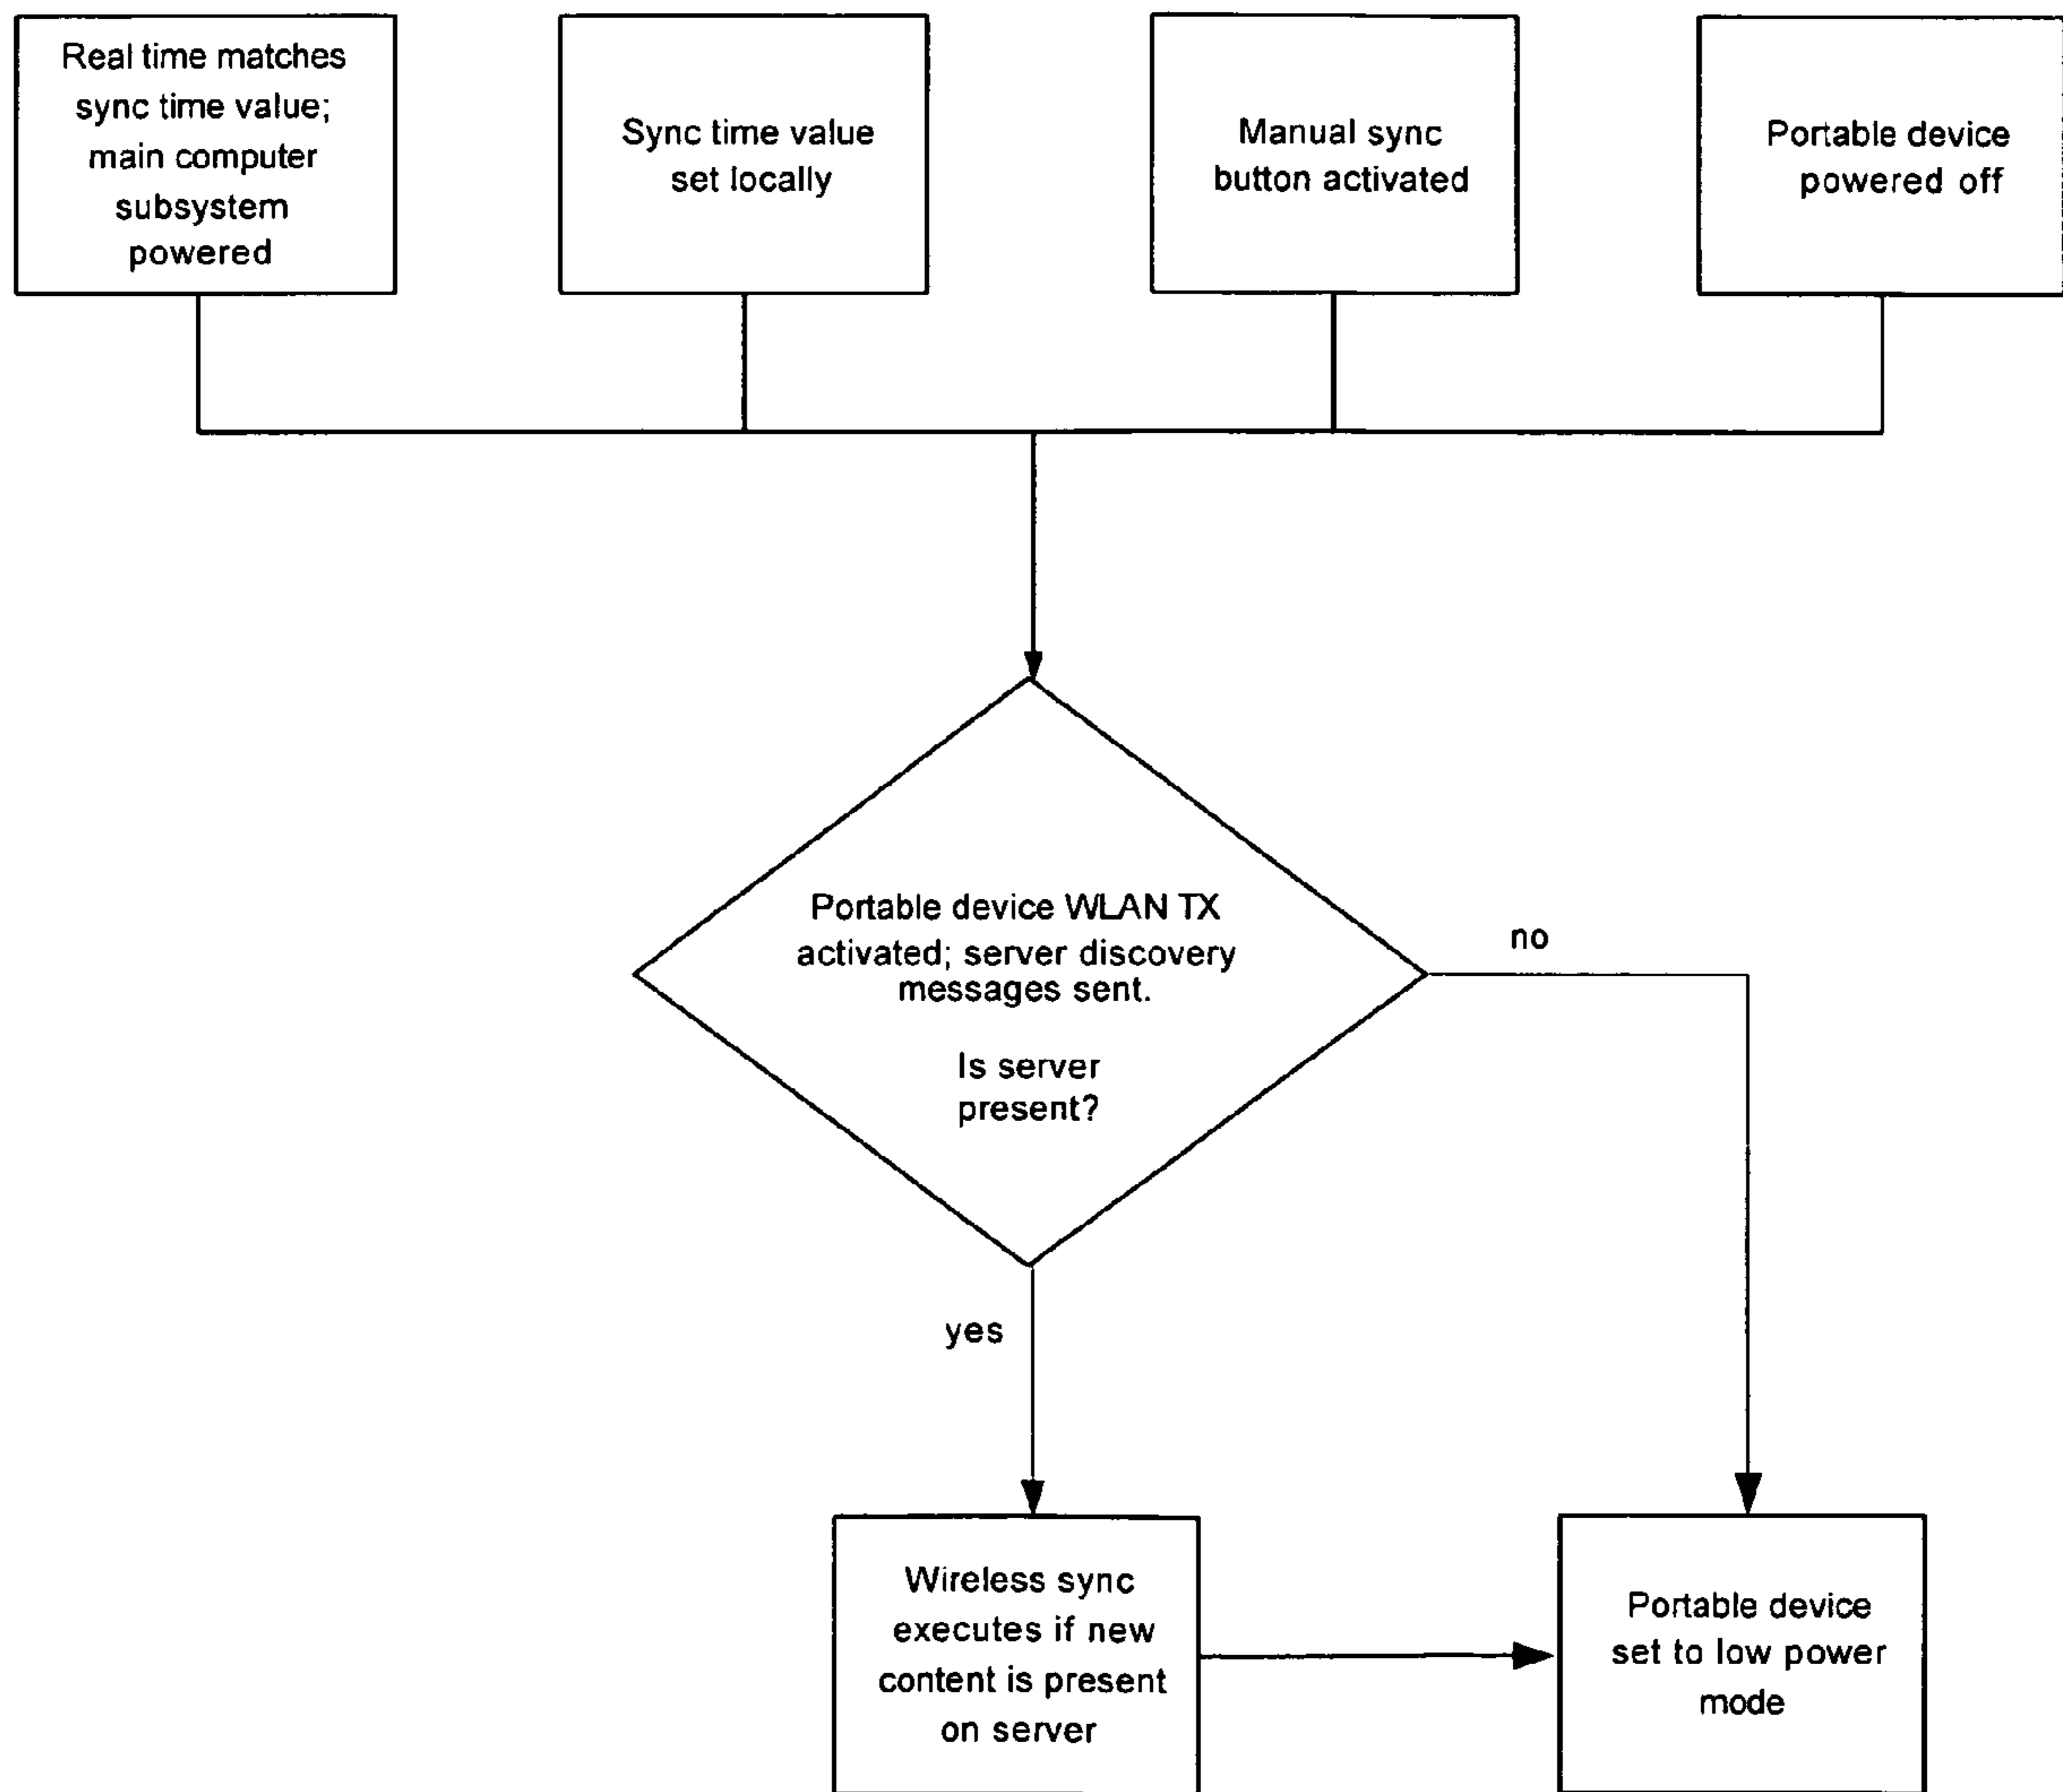 Real time matches
sync time value;
main computer
subsystem
powered
Sync time value
set locally
Manual sync
button activated
Portable device
powered off
Portable device WLAN TX
activated; server discovery
messages sent.
Is server
present?
no
yes
Wireless sync
executes if new
content is present
on server
Portable device
set to low power
mode